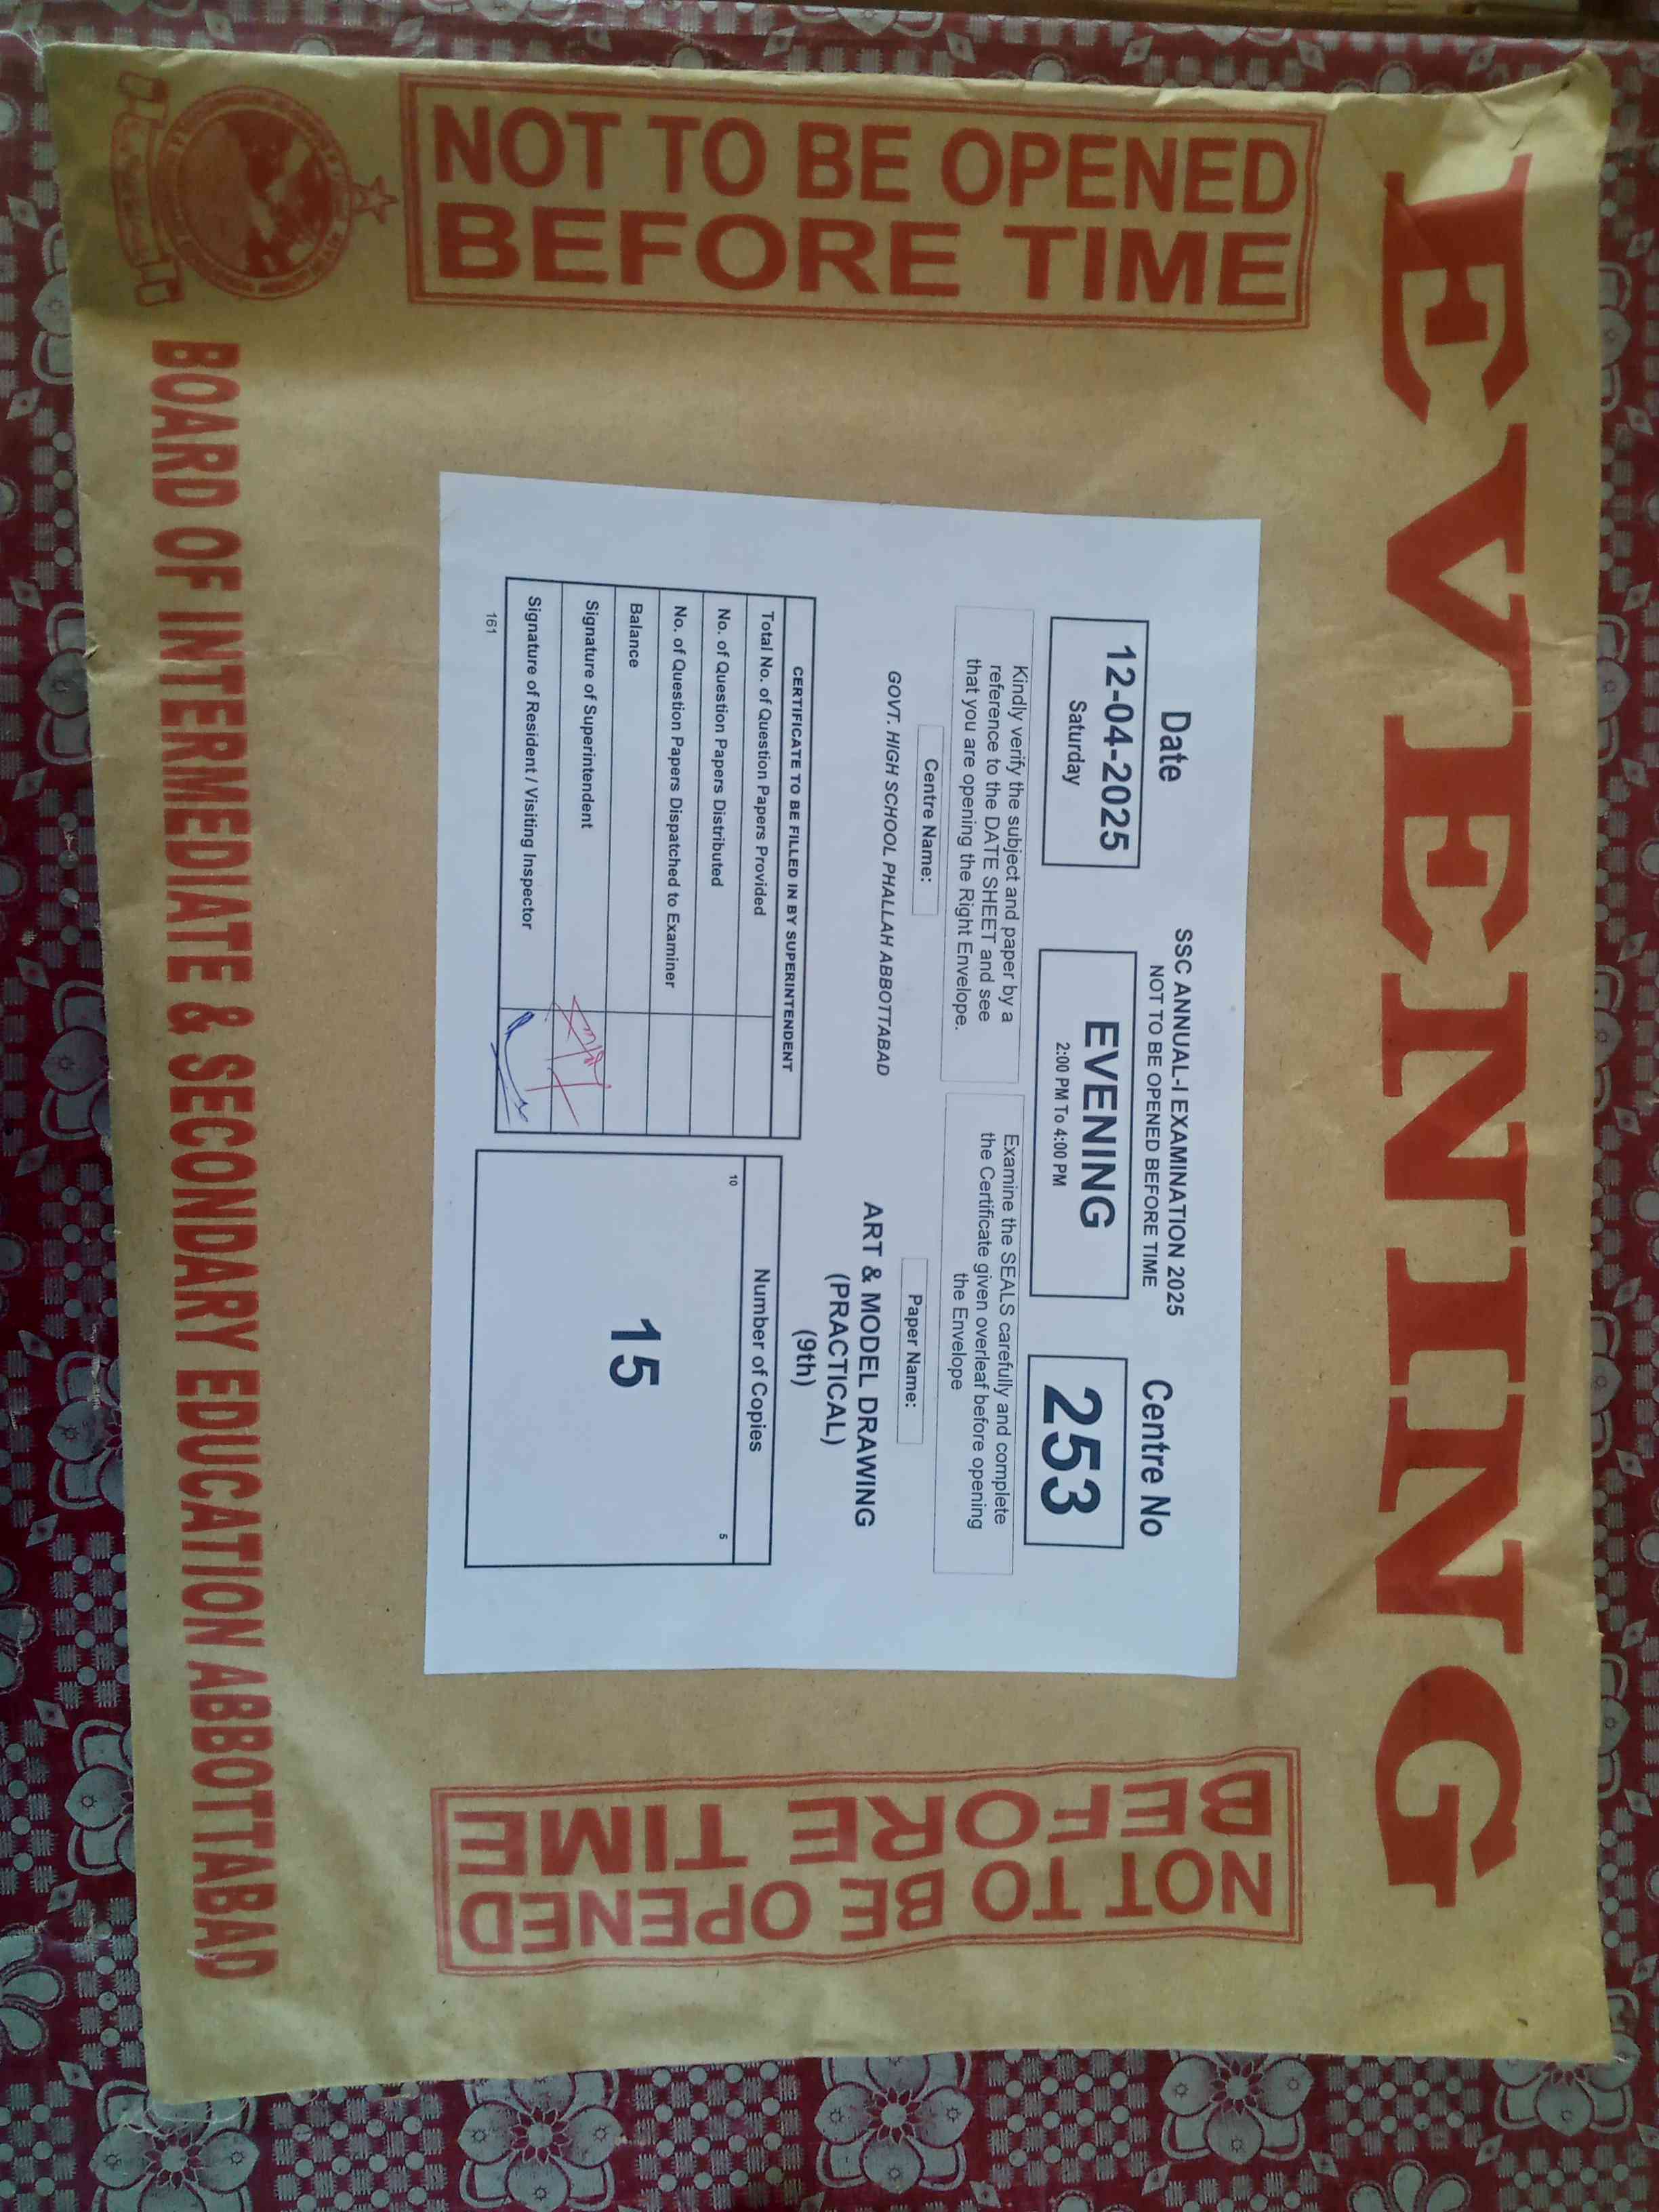 EVENING
NOT TO BE OPENED
BEFORE TIME
SSC ANNUAL-I EXAMINATION 2025
NOT TO BE OPENED BEFORE TIME
Date
12-04-2025
Saturday
EVENING
2:00 PM To 4:00 PM
Centre No
253
Kindly verify the subject and paper by a
reference to the DATE SHEET and see
that you are opening the Right Envelope.
Examine the SEALS carefully and complete
the Certificate given overleaf before opening
the Envelope
Centre Name:
GOVT. HIGH SCHOOL PHALLAH ABBOTTABAD
Paper Name:
ART & MODEL DRAWING
(PRACTICAL)
(9th)
CERTIFICATE TO BE FILLED IN BY SUPERINTENDENT
Total No. of Question Papers Provided
No. of Question Papers Distributed
No. of Question Papers Dispatched to Examiner
Balance
Signature of Superintendent
Signature of Resident / Visiting Inspector
161
Number of Copies
10 5
15
NOT TO BE OPENED
BEFORE TIME
BOARD OF INTERMEDIATE & SECONDARY EDUCATION ABBOTTABAD